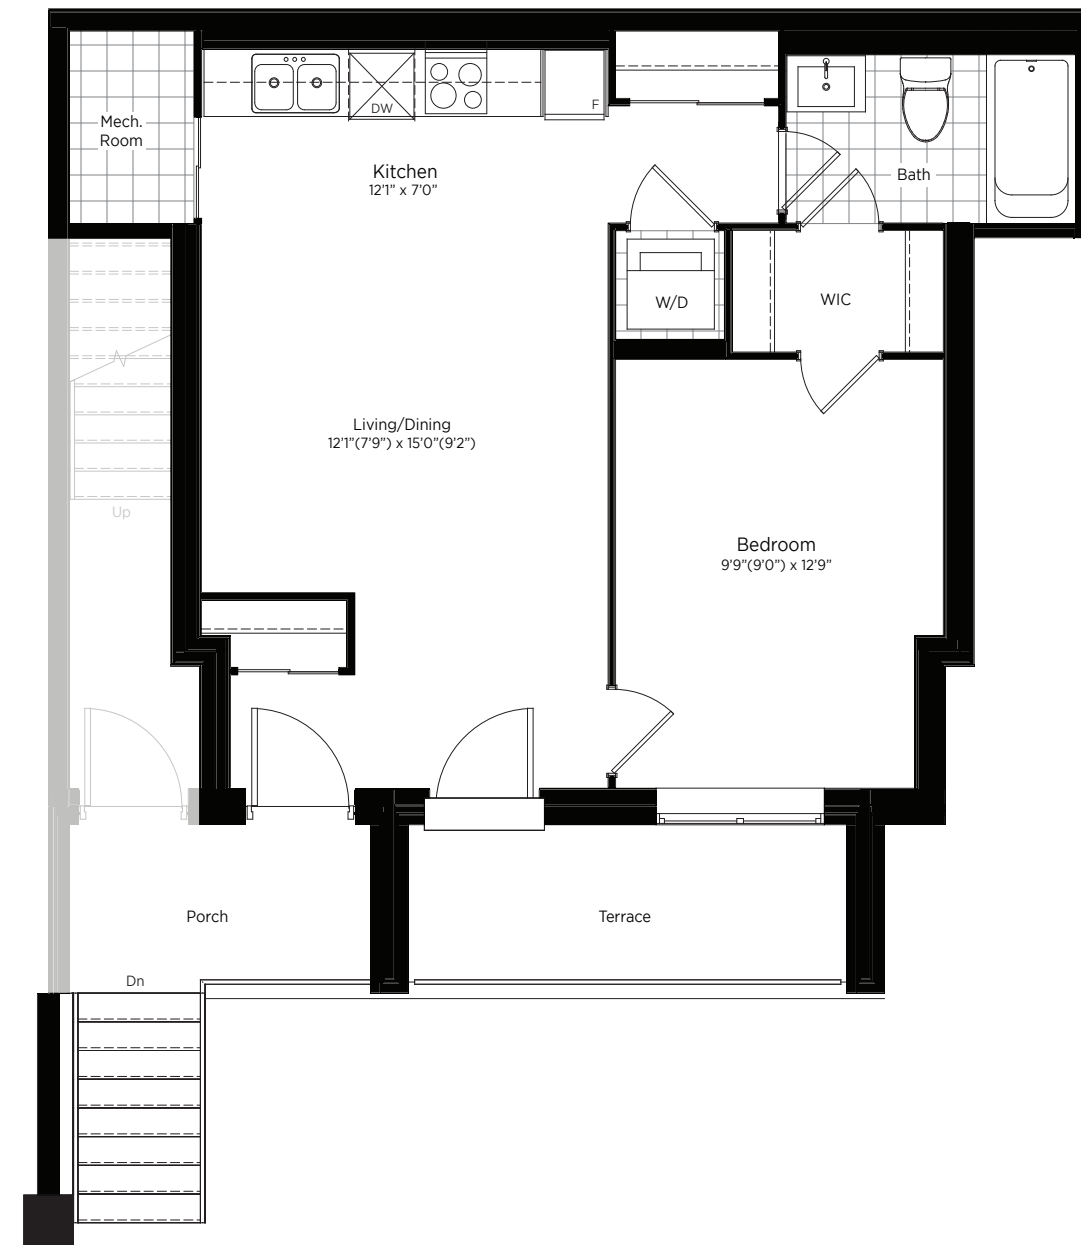 DW
F
Mech.
Room
Kitchen
12'1" x 7'0"
Bath
W/D
WIC
Living/Dining
12'1"(7'9") x 15'0"(9'2")
Up
Bedroom
9'9"(9'0") x 12'9"
Porch
Terrace
Dn